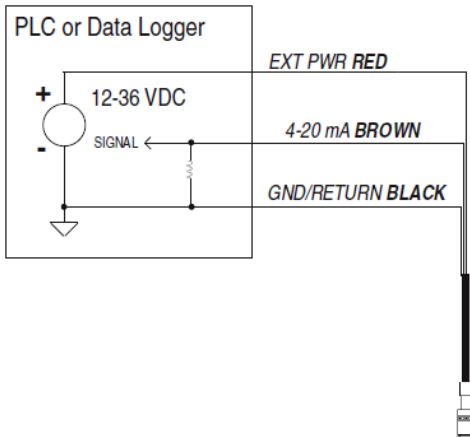 PLC or Data Logger
EXT PWR RED
+
12-36 VDC
4-20 mA BROWN
SIGNAL
-
GND/RETURN BLACK